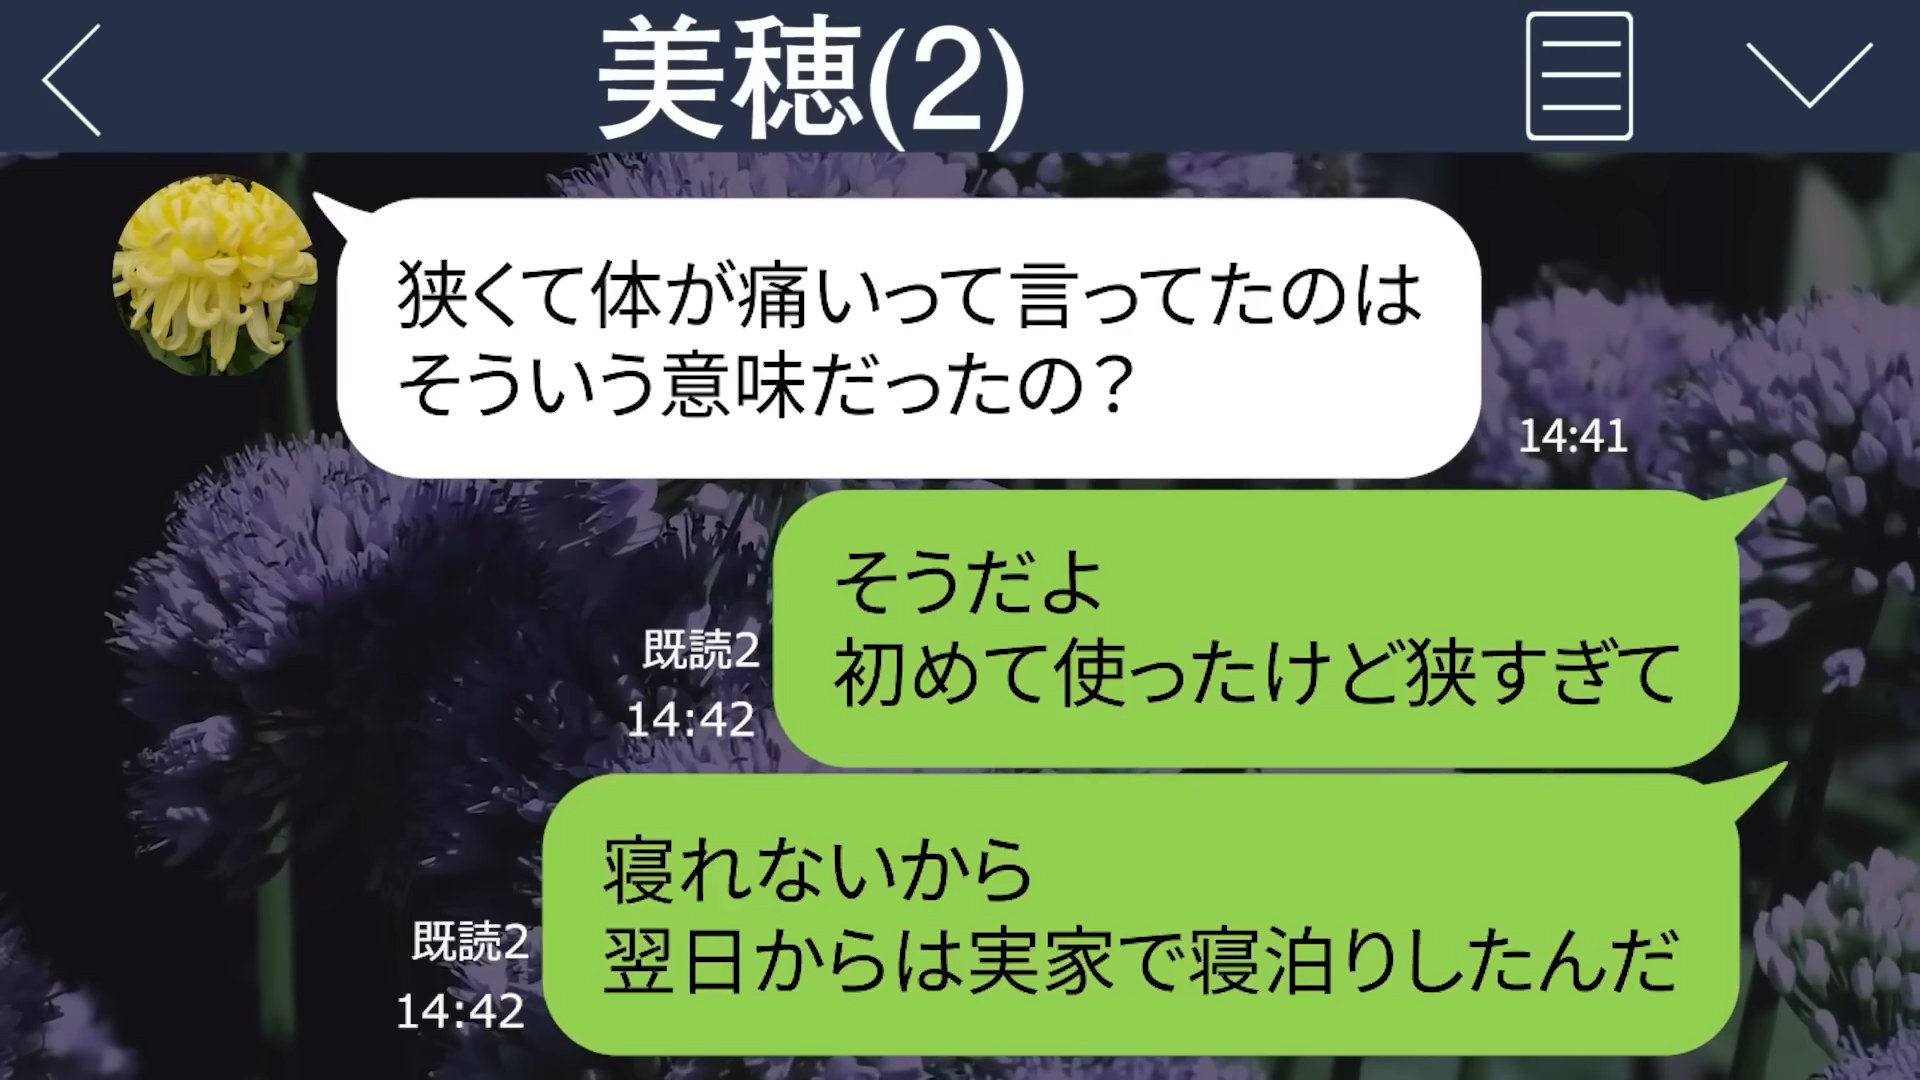 美穂(2)
狭くて体が痛いって言ってたのは
そういう意味だったの？
14:41
そうだよ
初めて使ったけど狭すぎて
既読2
14:42
寝れないから
翌日からは実家で寝泊りしたんだ
既読2
14:42